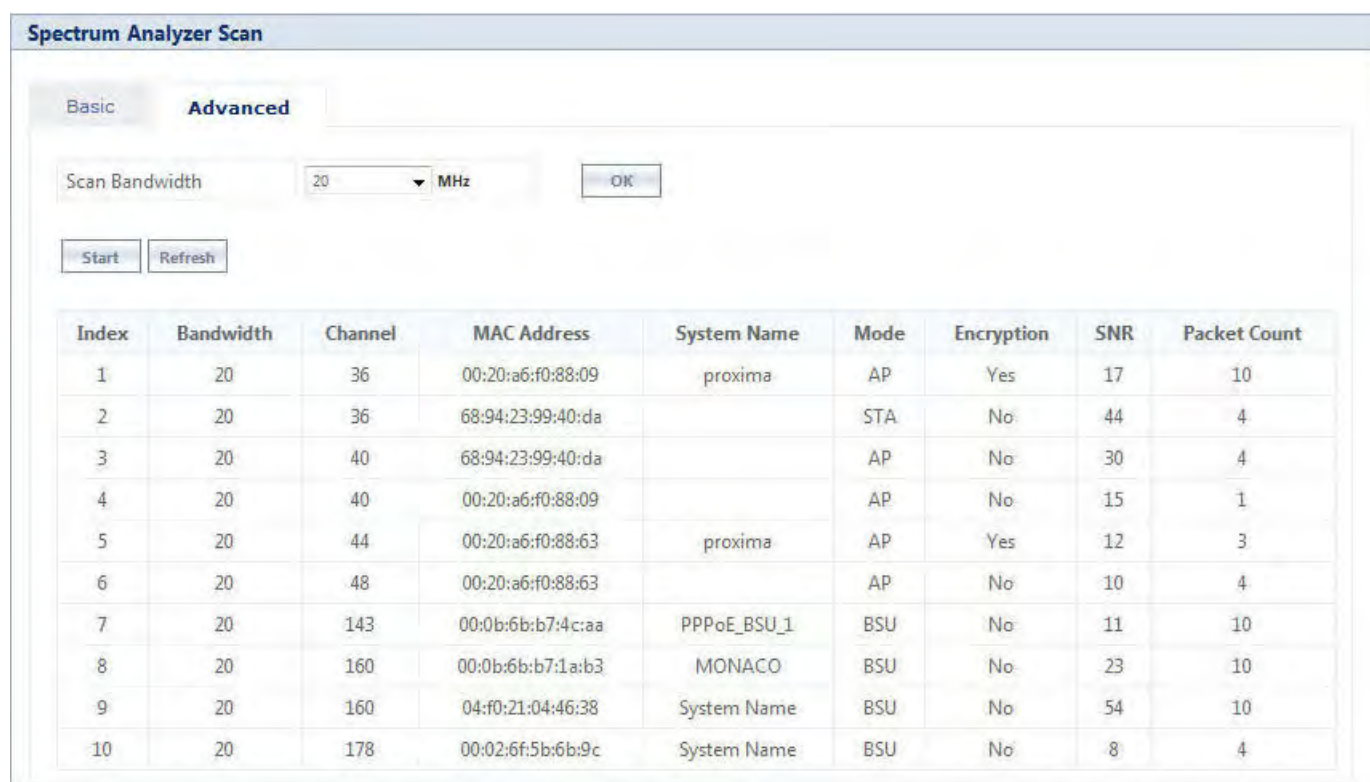 Spectrum Analyzer Scan
Basic Advanced
Scan Bandwidth 20 MHz OK
Start Refresh
Index Bandwidth Channel MAC Address System Name Mode Encryption SNR Packet Count
1 20 36 00:20:a6:f0:88:09 proxima AP Yes 17 10
2 20 36 68:94:23:99:40:da STA No 44 4
3 20 40 68:94:23:99:40:da AP No 30 4
4 20 40 00:20:a6:f0:88:09 AP No 15 1
5 20 44 00:20:a6:f0:88:63 proxima AP Yes 12 3
6 20 48 00:20:a6:f0:88:63 AP No 10 4
7 20 143 00:0b:6b:b7:4c:aa PPPoE_BSU_1 BSU No 11 10
8 20 160 00:0b:6b:b7:1a:b3 MONACO BSU No 23 10
9 20 160 04:f0:21:04:46:38 System Name BSU No 54 10
10 20 178 00:02:6f:5b:6b:9c System Name BSU No 8 4